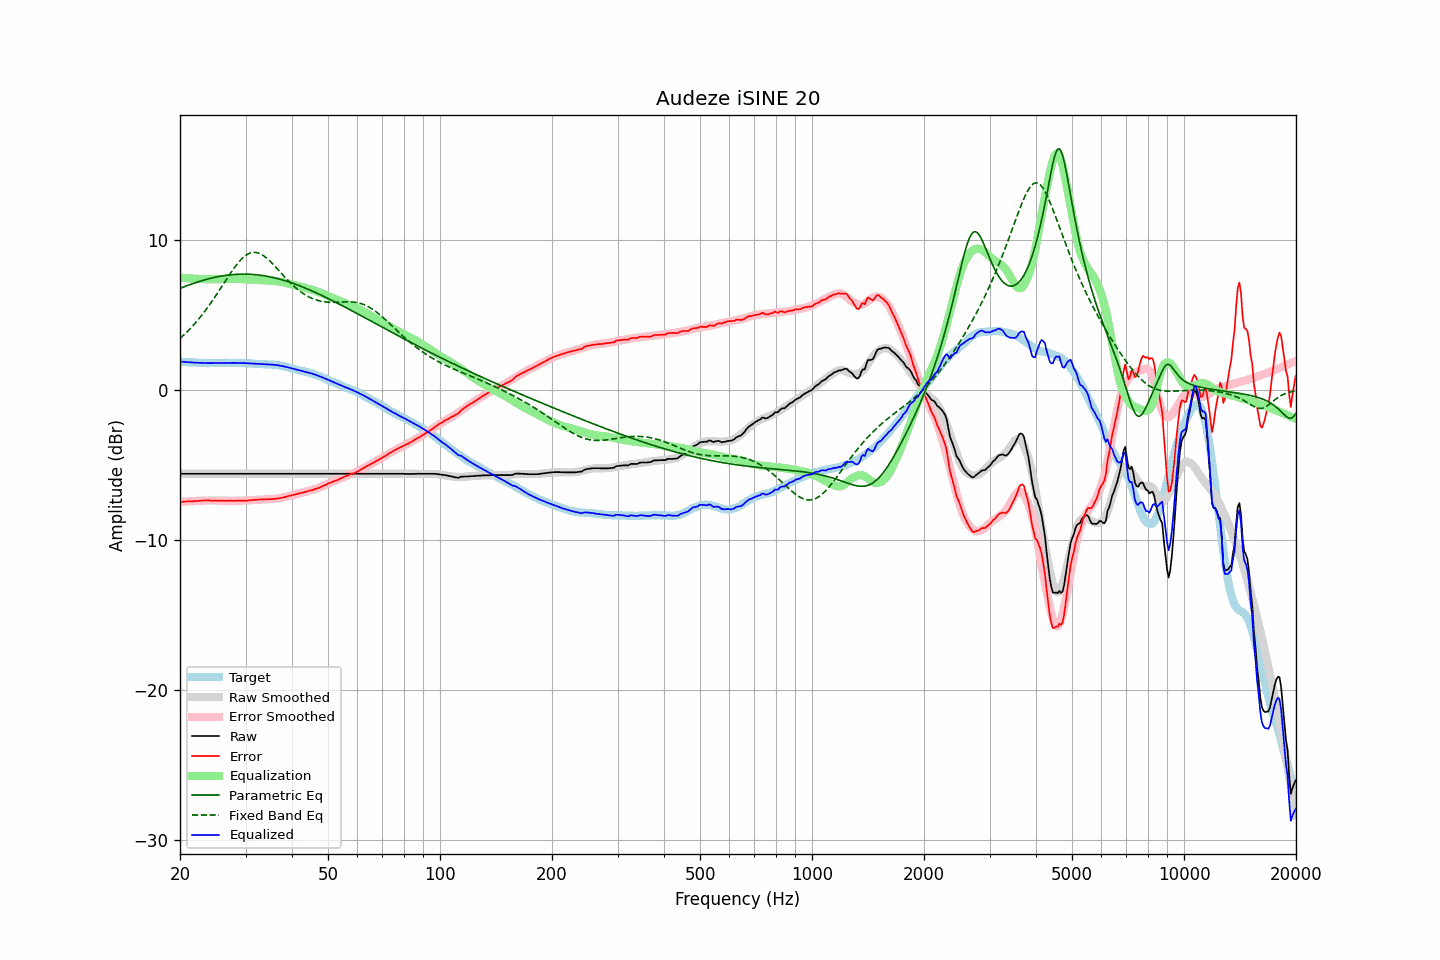 Audeze iSINE 20
Amplitude (dBr)
10
0
−10
−20
−30
Target
Raw Smoothed
Error Smoothed
Raw
Error
Equalization
Parametric Eq
Fixed Band Eq
Equalized
20 50 100 200 500 1000 2000 5000 10000 20000
Frequency (Hz)